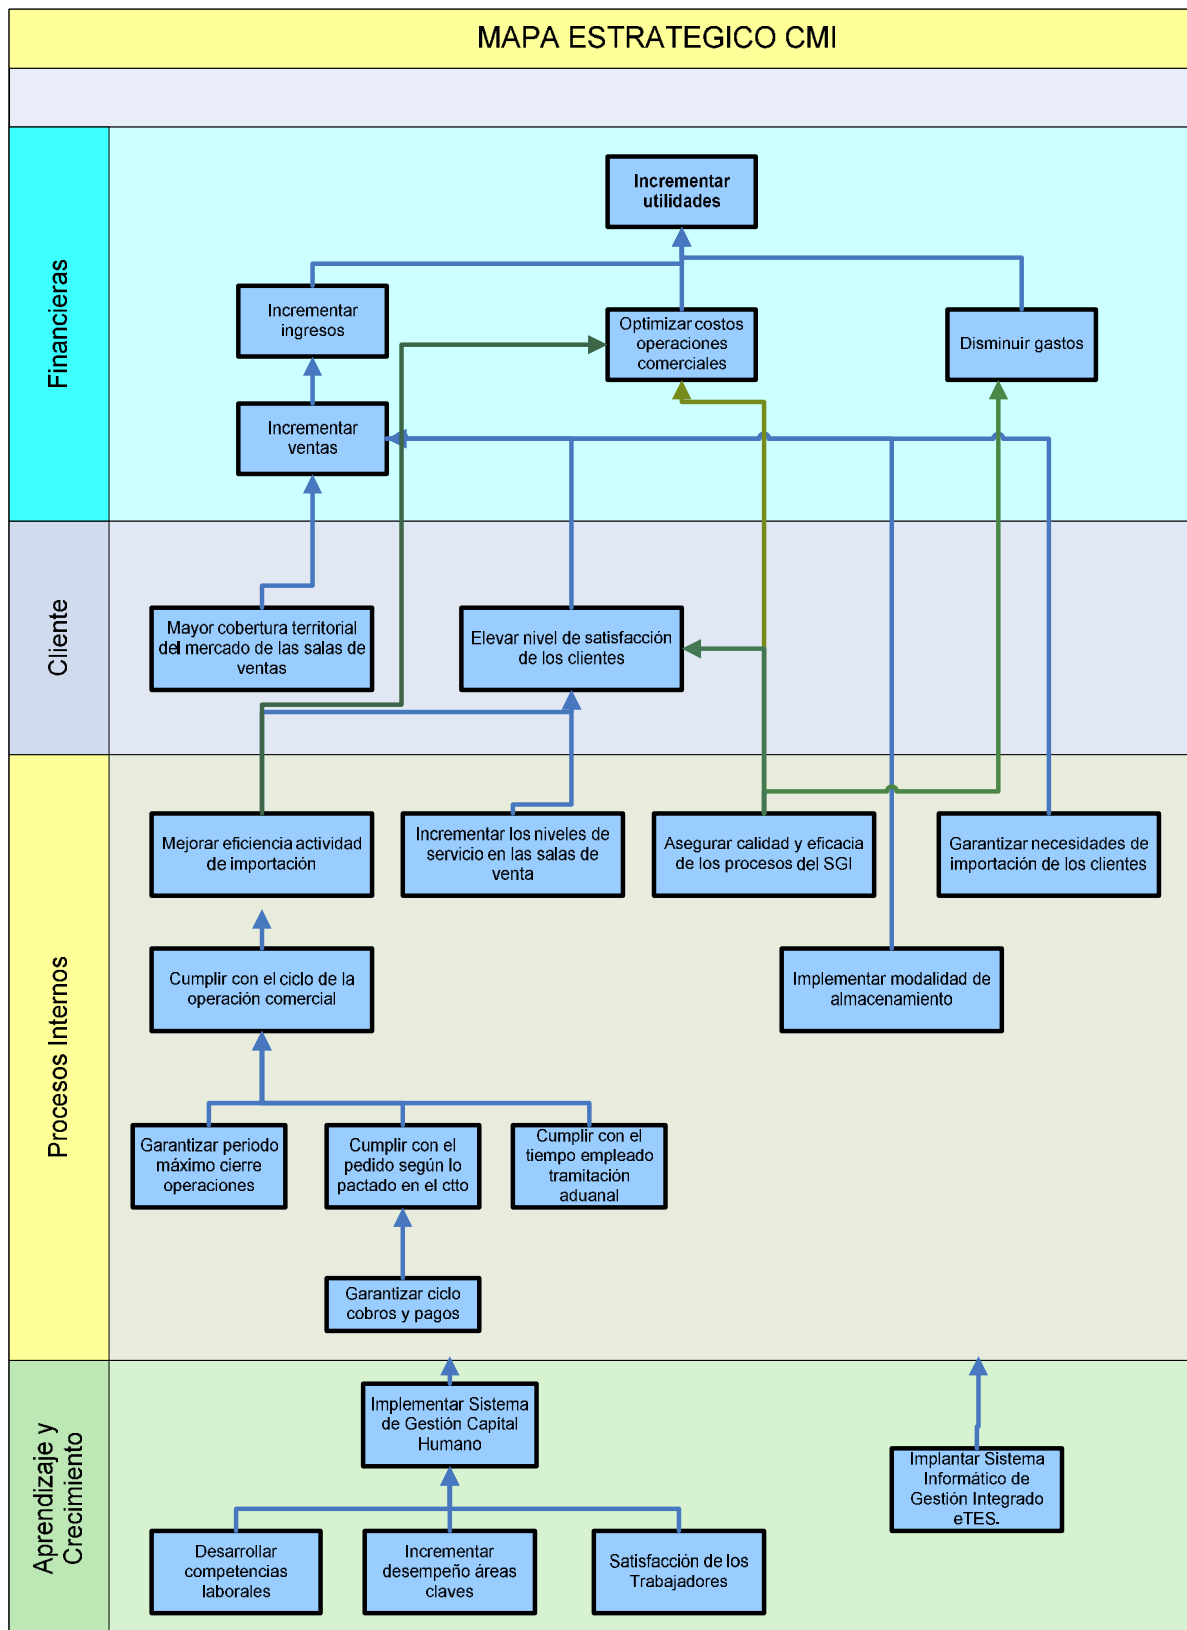 MAPA ESTRATEGICO CMI
Financieras
Incrementar
utilidades
Incrementar
ingresos
Optimizar costos
operaciones
comerciales
Disminuir gastos
Incrementar
ventas
Cliente
Mayor cobertura territorial
del mercado de las salas de
ventas
Elevar nivel de satisfacción
de los clientes
Procesos Internos
Mejorar eficiencia actividad
de importación
Incrementar los niveles de
servicio en las salas de
venta
Asegurar calidad y eficacia
de los procesos del SGI
Garantizar necesidades de
importación de los clientes
Cumplir con el ciclo de la
operación comercial
Implementar modalidad de
almacenamiento
Garantizar periodo
máximo cierre
operaciones
Cumplir con el
pedido según lo
pactado en el ctto
Cumplir con el
tiempo empleado
tramitación
aduanal
Garantizar ciclo
cobros y pagos
Aprendizaje y
Crecimiento
Implementar Sistema
de Gestión Capital
Humano
Implantar Sistema
Informático de
Gestión Integrado
eTES.
Desarrollar
competencias
laborales
Incrementar
desempeño áreas
claves
Satisfacción de los
Trabajadores